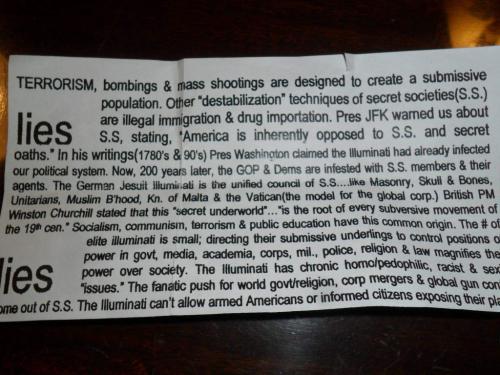 TERRORISM, bombings & mass shootings are designed to create a submissive
population. Other "destabilization" techniques of secret societies(S.S.)
are illegal immigration & drug importation. Pres JFK warned us about
lies
S.S, stating, "America is inherently opposed to S.S. and secret
oaths." In his writings(1780's & 90's) Pres Washington claimed the Illuminati had already infected
our political system. Now, 200 years later, the GOP & Dems are infested with S.S. members & their
agents. The German Jesuit Illuminati is the unified council of S.S....like Masonry, Skull & Bones,
Unitarians, Muslim B'hood, Kn. of Malta & the Vatican(the model for the global corp.) British PM
Winston Churchill stated that this "secret underworld"..."is the root of every subversive movement of
the 19th cen." Socialism, communism, terrorism & public education have this common origin. The # of
elite illuminati is small; directing their submissive underlings to control positions o
lies
power in govt, media, academia, corps, mil., police, religion & law magnifies the
power over society. The Illuminati has chronic homo/pedophilic, racist & sex
"issues." The fanatic push for world govt/religion, corp mergers & global gun con
ome out of S.S. The Illuminati can't allow armed Americans or informed citizens exposing their pla